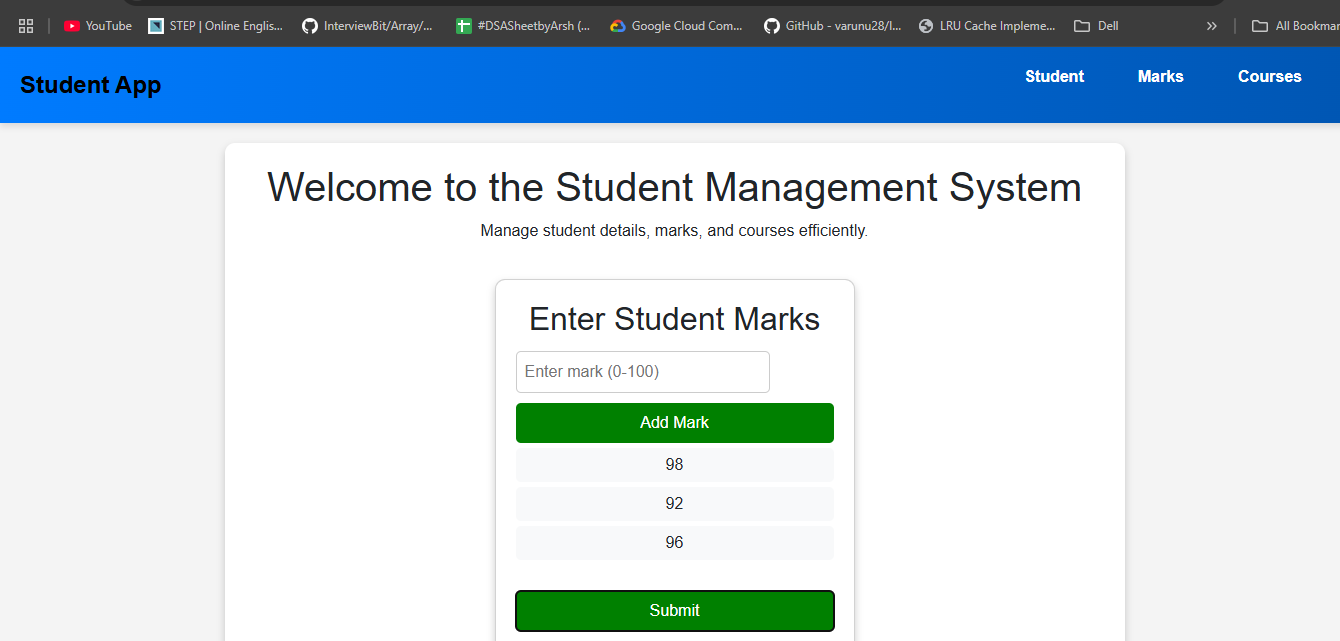 YouTube STEP | Online Englis... InterviewBit/Array/... #DSASheetbyArsh (... Google Cloud Com... GitHub - varunu28/l... LRU Cache Impleme... Dell » All Bookmar
Student App Student Marks Courses
Welcome to the Student Management System
Manage student details, marks, and courses efficiently.
Enter Student Marks
Enter mark (0-100)
Add Mark
98
92
96
Submit